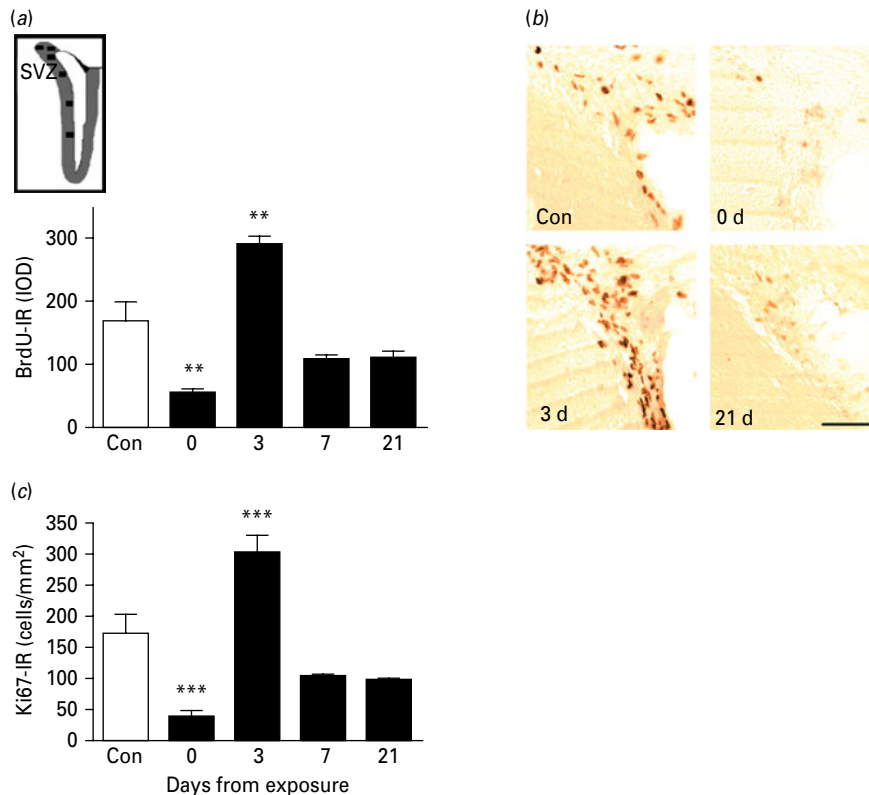 (a)
SVZ
BrdU-IR (IOD)
300
200
100
0
**
**
Con 0 3 7 21
(b)
Con
0 d
3 d
21 d
(c)
Ki67-IR (cells/mm²)
350
300
250
200
150
100
50
0
***
***
Con 0 3 7 21
Days from exposure